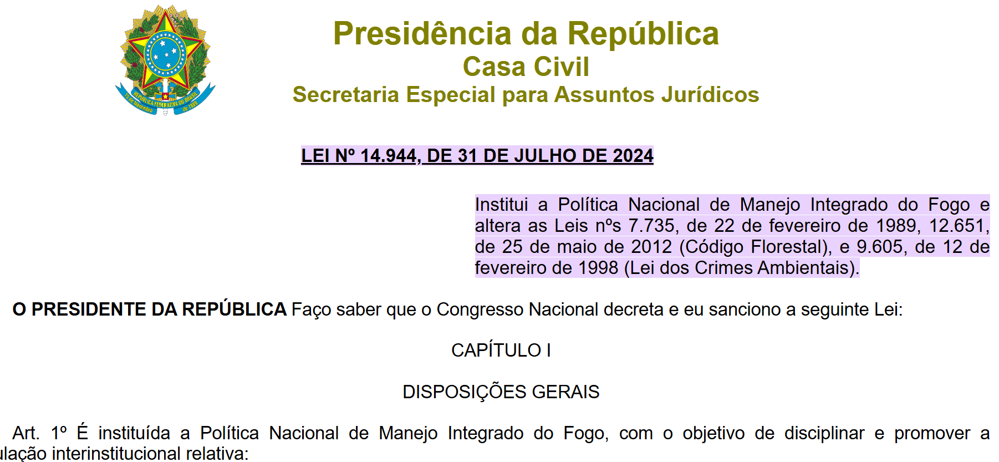 REPÚBLICA FEDERATIVA DO BRASIL
15 de Novembro de 1889
Presidência da República
Casa Civil
Secretaria Especial para Assuntos Jurídicos
LEI Nº 14.944, DE 31 DE JULHO DE 2024
Institui a Política Nacional de Manejo Integrado do Fogo e
altera as Leis nºs 7.735, de 22 de fevereiro de 1989, 12.651,
de 25 de maio de 2012 (Código Florestal), e 9.605, de 12 de
fevereiro de 1998 (Lei dos Crimes Ambientais).
O PRESIDENTE DA REPÚBLICA Faço saber que o Congresso Nacional decreta e eu sanciono a seguinte Lei:
CAPÍTULO I
DISPOSIÇÕES GERAIS
Art. 1º É instituída a Política Nacional de Manejo Integrado do Fogo, com o objetivo de disciplinar e promover a
ulação interinstitucional relativa: